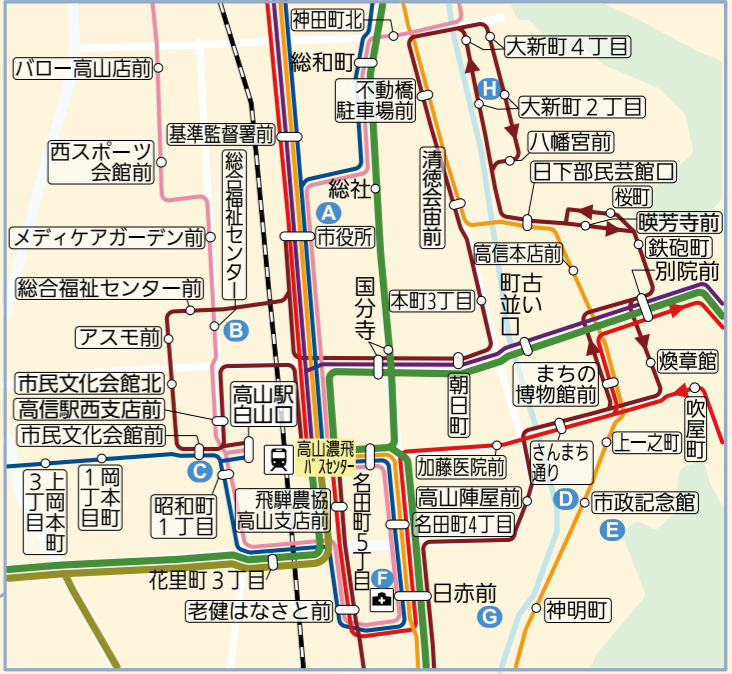 神田町北
大新町４丁目
バロー高山店前
総和町
不動橋
駐車場前
H
大新町２丁目
基準監督署前
八幡宮前
西スポーツ
会館前
総合福祉センター
清徳会宙前
日下部民芸館口
総社
桜町
A
暎芳寺前
メディケアガーデン前
市役所
高信本店前
鉄砲町
別院前
総合福祉センター前
国分寺
本町3丁目
古い
町並口
B
アスモ前
煥章館
市民文化会館北
高山駅
白山口
朝日町
まちの
博物館前
高信駅西支店前
吹屋町
市民文化会館前
高山濃飛
バスセンター
さんまち
通り
上一之町
C
加藤医院前
上岡本町
３丁目
岡本町
１丁目
昭和町
１丁目
飛騨農協
高山支店前
名田町５丁目
高山陣屋前
D
市政記念館
名田町4丁目
E
花里町３丁目
F
日赤前
老健はなさと前
G
神明町